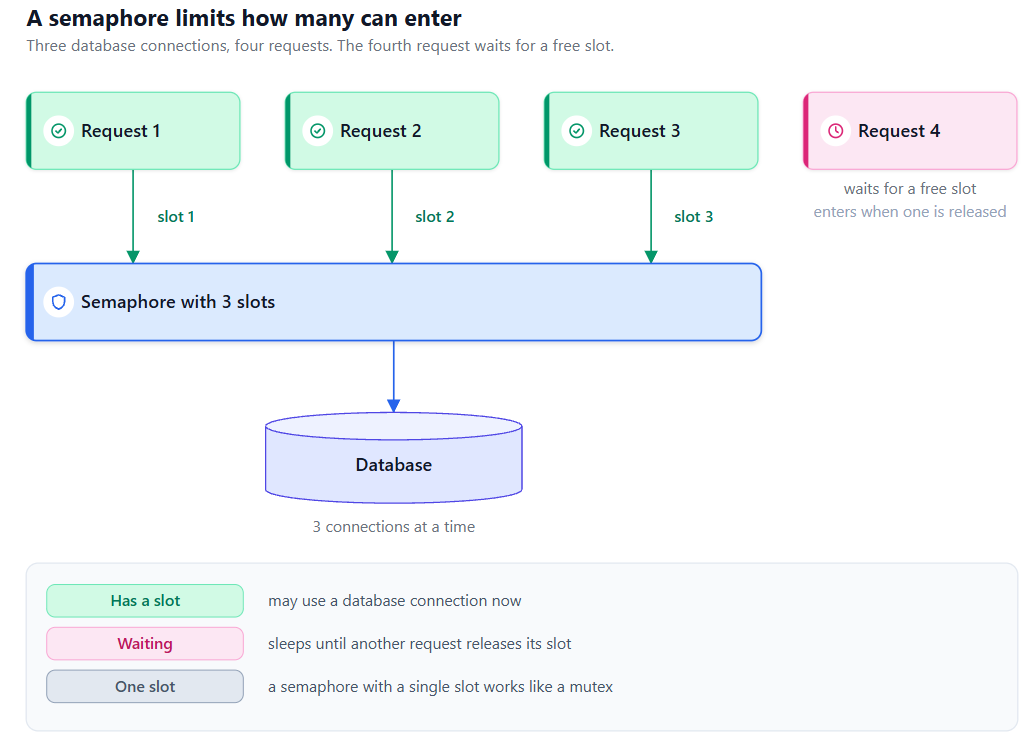 A semaphore limits how many can enter
Three database connections, four requests. The fourth request waits for a free slot.
Request 1
Request 2
Request 3
Request 4
waits for a free slot
enters when one is released
slot 1
slot 2
slot 3
Semaphore with 3 slots
Database
3 connections at a time
Has a slot
may use a database connection now
Waiting
sleeps until another request releases its slot
One slot
a semaphore with a single slot works like a mutex